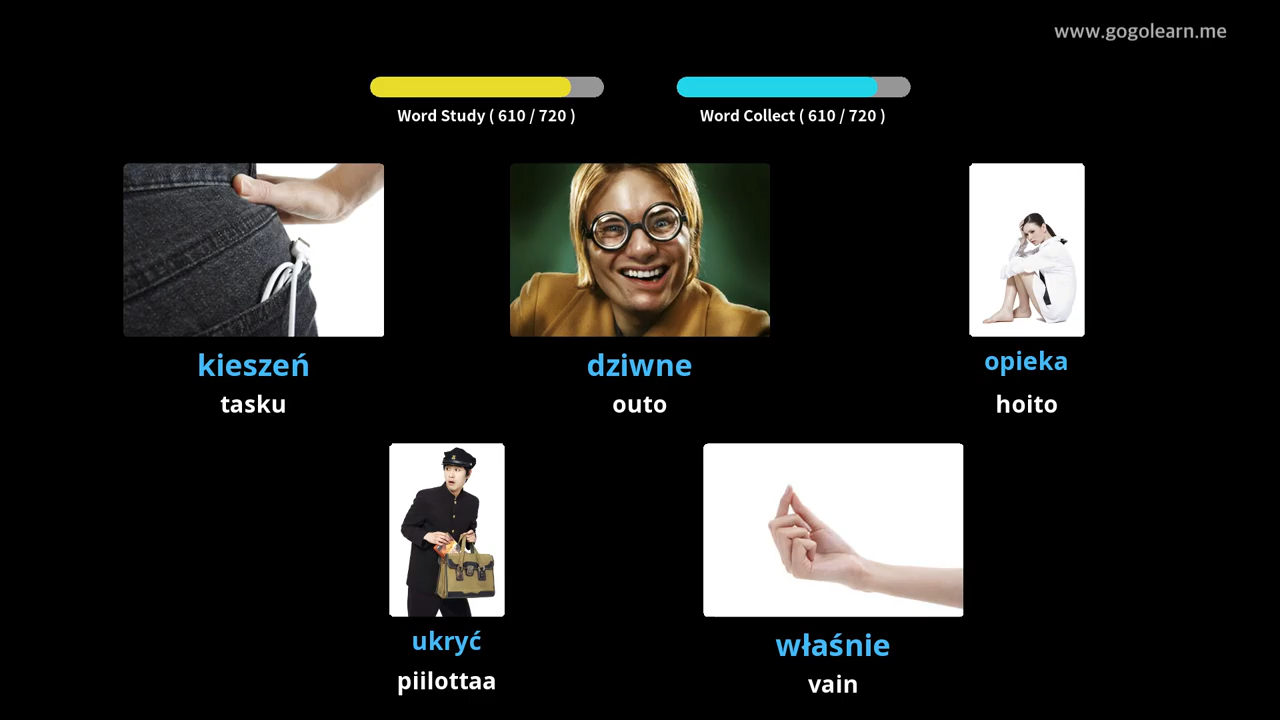 www.gogolearn.me
Word Study ( 610 / 720 )
Word Collect ( 610 / 720 )
kieszeń
dziwne
opieka
tasku
outo
hoito
ukryć
właśnie
piilottaa
vain